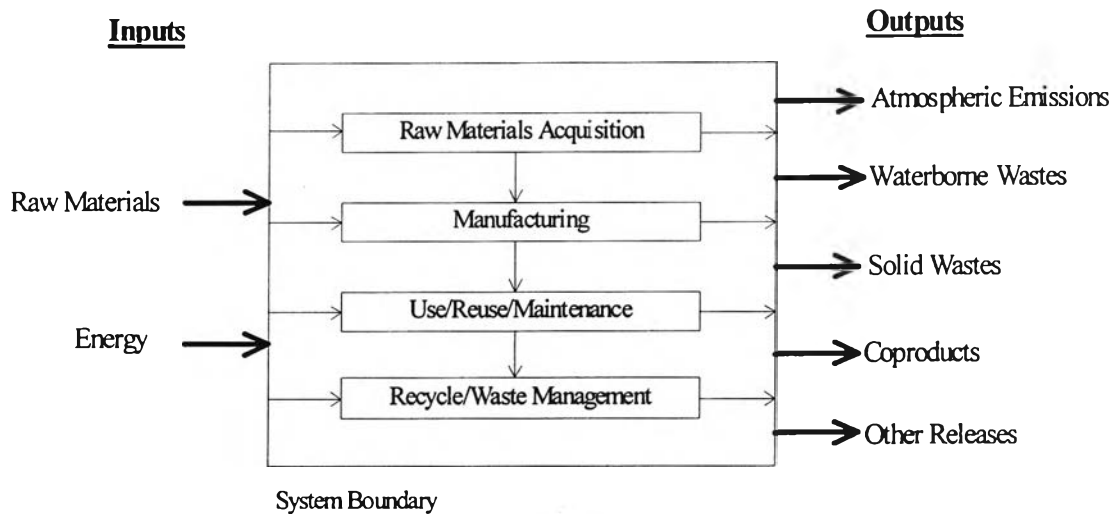 Inputs
Outputs
Atmospheric Emissions
Raw Materials Acquisition
Waterborne Wastes
Raw Materials
Manufacturing
Solid Wastes
Use/Reuse/Maintenance
Energy
Coproducts
Recycle/Waste Management
Other Releases
System Boundary